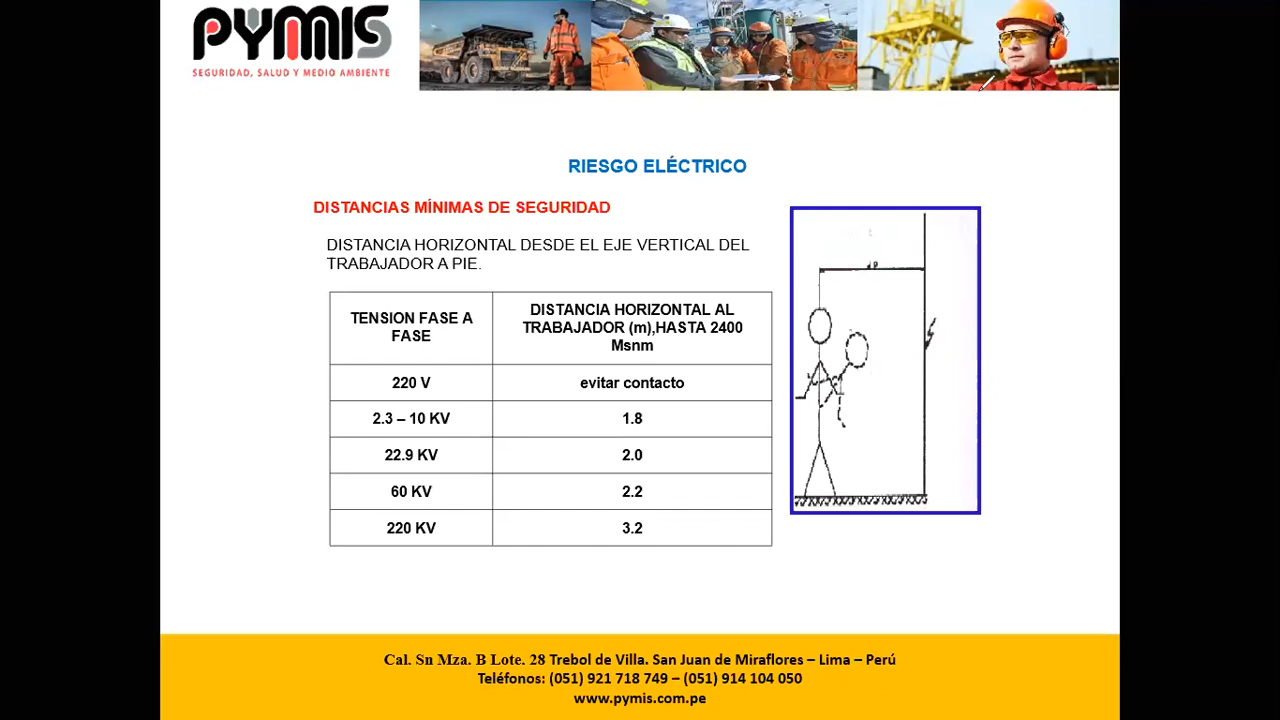 PYMIS
SEGURIDAD, SALUD Y MEDIO AMBIENTE
RIESGO ELÉCTRICO
DISTANCIAS MÍNIMAS DE SEGURIDAD
DISTANCIA HORIZONTAL DESDE EL EJE VERTICAL DEL
TRABAJADOR A PIE.
TENSION FASE A
FASE
DISTANCIA HORIZONTAL AL
TRABAJADOR (m),HASTA 2400
Msnm
220 V
evitar contacto
2.3 – 10 KV
1.8
22.9 KV
2.0
60 KV
2.2
220 KV
3.2
Cal. Sn Mza. B Lote. 28 Trebol de Villa. San Juan de Miraflores – Lima – Perú
Teléfonos: (051) 921 718 749 – (051) 914 104 050
www.pymis.com.pe